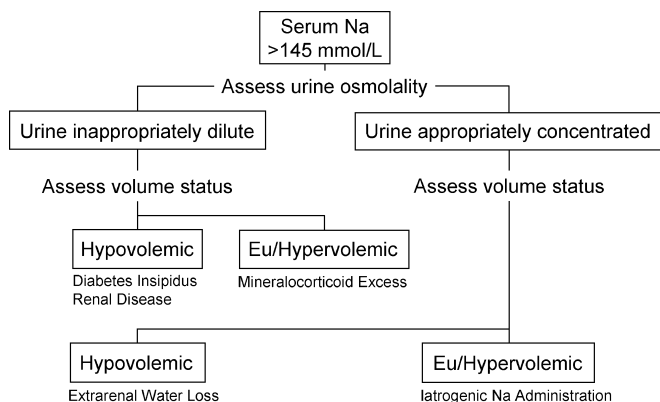 Serum Na
>145 mmol/L
Assess urine osmolality
Urine inappropriately dilute
Urine appropriately concentrated
Assess volume status
Assess volume status
Hypovolemic
Eu/Hypervolemic
Diabetes Insipidus
Renal Disease
Mineralocorticoid Excess
Hypovolemic
Eu/Hypervolemic
Extrarenal Water Loss
Iatrogenic Na Administration